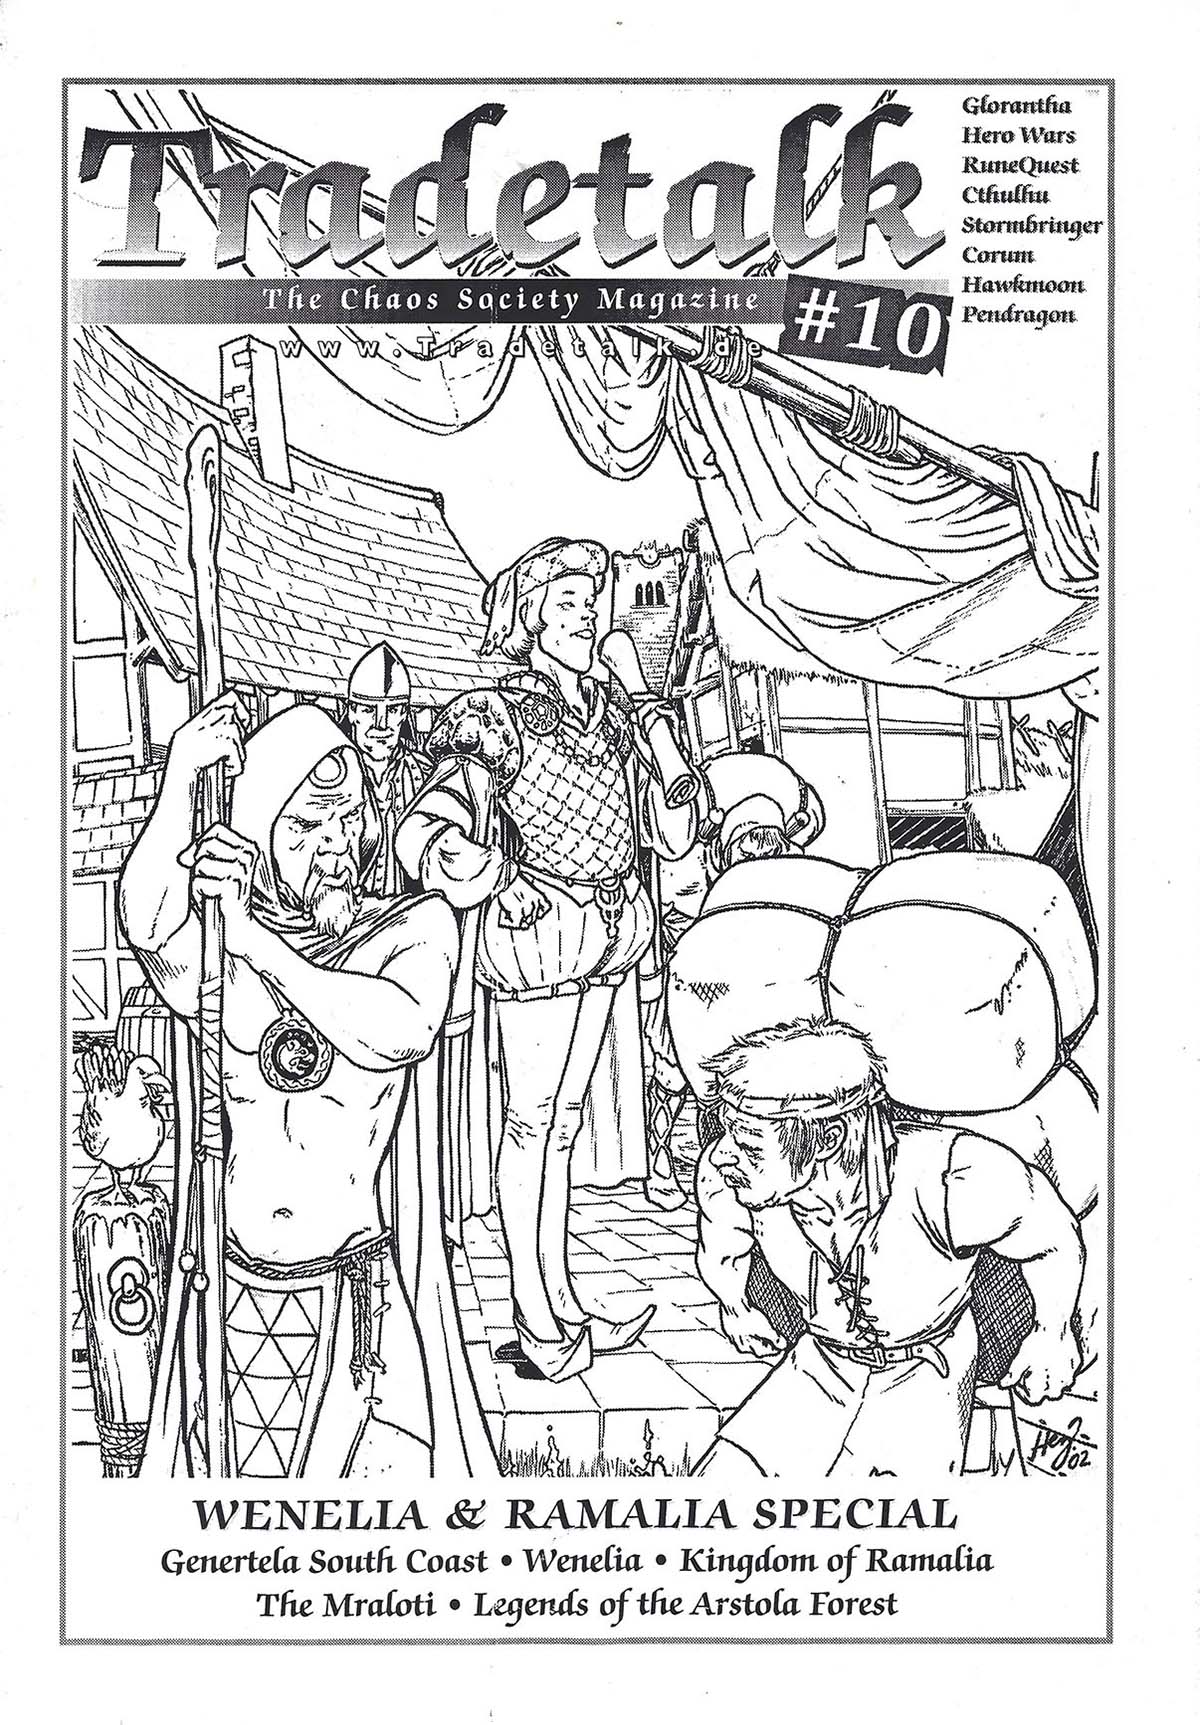 Tradetalk
The Chaos Society Magazine
#10
www.Tradetalk.de
Glorantha
Hero Wars
RuneQuest
Cthulhu
Stormbringer
Corum
Hawkmoon
Pendragon
WENELIA & RAMALIA SPECIAL
Genertela South Coast • Wenelia • Kingdom of Ramalia
The Mraloti • Legends of the Arstola Forest
'02